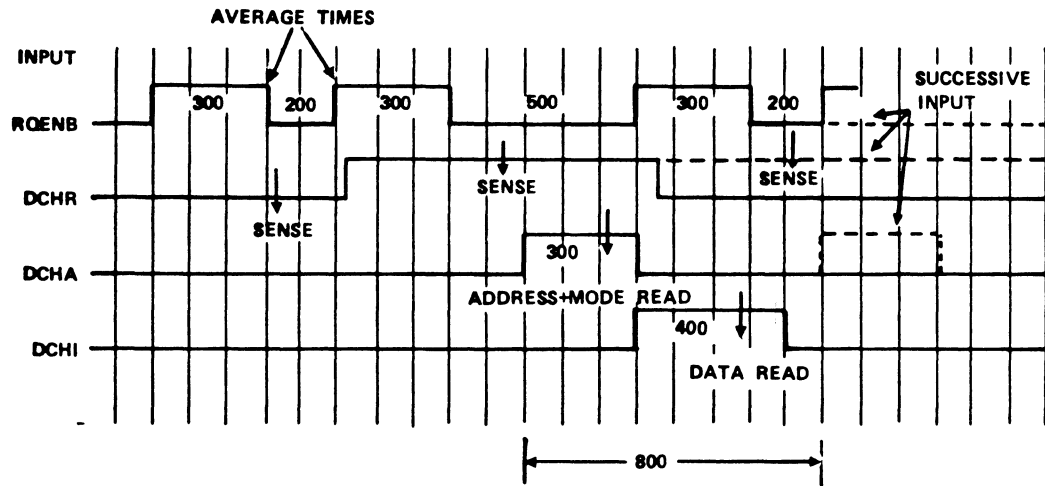 AVERAGE TIMES
INPUT
SUCCESSIVE
INPUT
300 200 300 500 300 200
RQENB
SENSE SENSE
DCHR
SENSE
300
DCHA
ADDRESS+MODE READ
400
DCHI
DATA READ
800